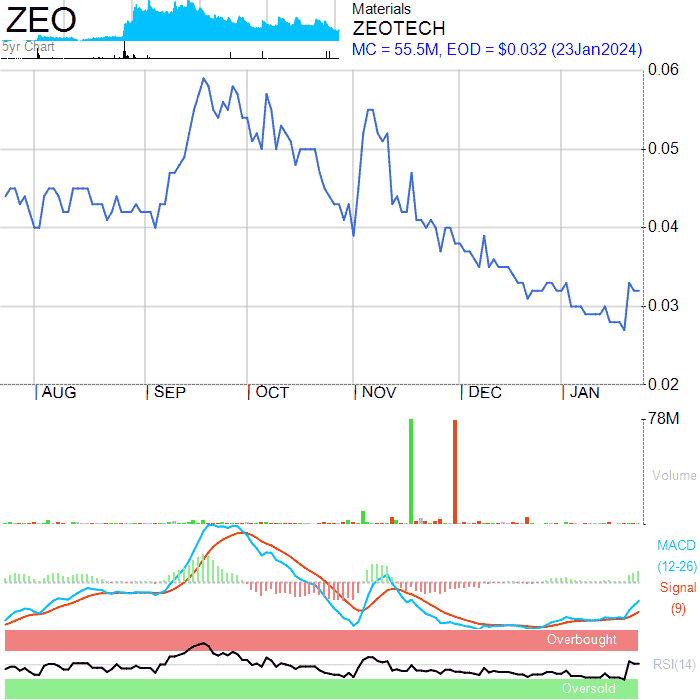 ZEO
5yr Chart
Materials
ZEOTECH
MC = 55.5M, EOD = $0.032 (23Jan2024)
0.06
0.05
0.04
0.03
0.02
AUG SEP OCT NOV DEC JAN
78M
Volume
MACD
(12-26)
Signal
(9)
Overbought
RSI(14)
Oversold